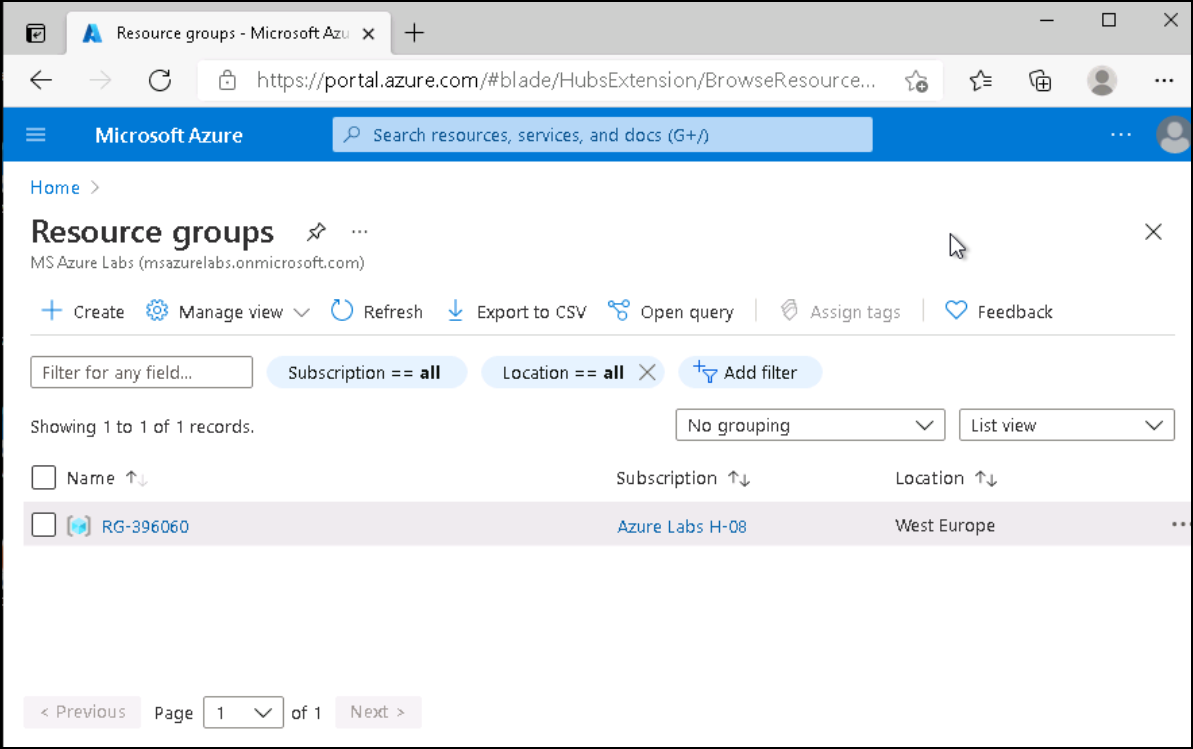 Resource groups - Microsoft Azu
https://portal.azure.com/#blade/HubsExtension/BrowseResource...
Microsoft Azure
Search resources, services, and docs (G+/)
Home >
Resource groups
MS Azure Labs (msazurelabs.onmicrosoft.com)
Create Manage view Refresh Export to CSV Open query Assign tags Feedback
Filter for any field... Subscription == all Location == all Add filter
Showing 1 to 1 of 1 records. No grouping List view
Name Subscription Location
RG-396060 Azure Labs H-08 West Europe
< Previous Page 1 of 1 Next >